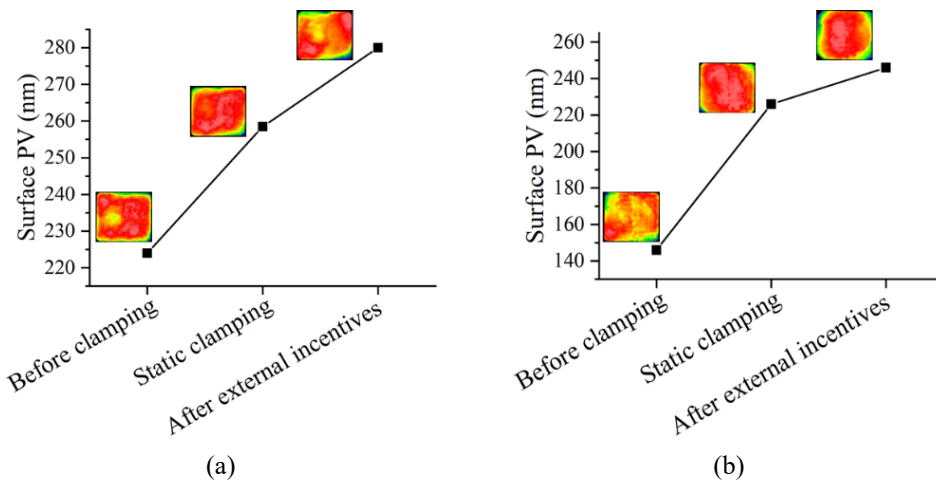 Surface PV (nm)
280
270
260
250
240
230
220
Before clamping
Static clamping
After external incentives
(a)
Surface PV (nm)
260
240
220
200
180
160
140
Before clamping
Static clamping
After external incentives
(b)